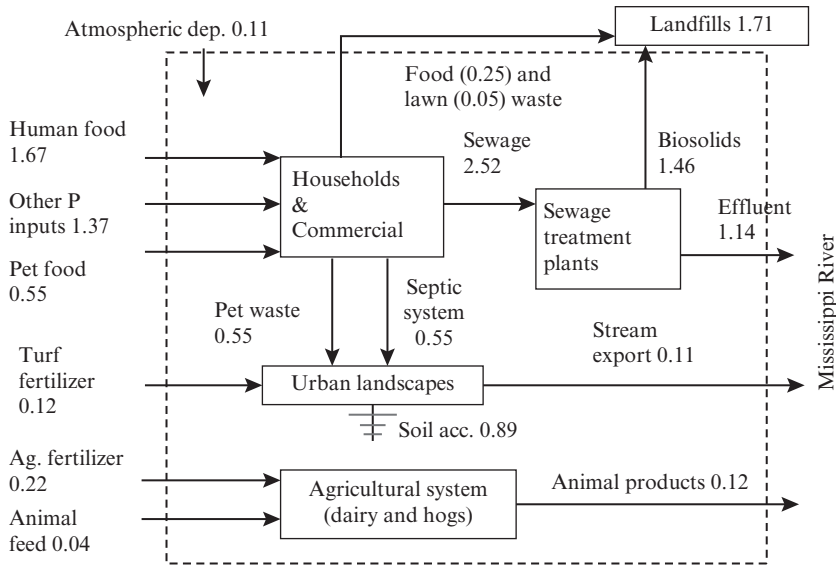 Landfills 1.71
Atmospheric dep. 0.11
Food (0.25) and
lawn (0.05) waste
Human food
1.67
Sewage
2.52
Biosolids
1.46
Households
&
Commercial
Other P
inputs 1.37
Sewage
treatment
plants
Effluent
1.14
Pet food
0.55
Pet waste
0.55
Septic
system
0.55
Stream
export 0.11
Mississippi River
Turf
fertilizer
0.12
Urban landscapes
Soil acc. 0.89
Ag. fertilizer
0.22
Agricultural system
(dairy and hogs)
Animal products 0.12
Animal
feed 0.04